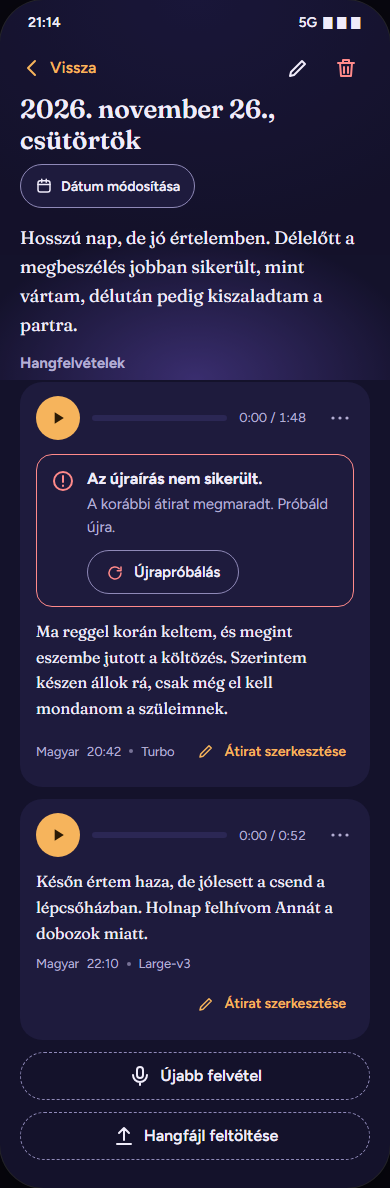 21:14 5G
Vissza
2026. november 26.,
csütörtök
Dátum módosítása
Hosszú nap, de jó értelemben. Délelőtt a
megbeszélés jobban sikerült, mint
vártam, délután pedig kiszaladtam a
partra.
Hangfelvételek
0:00 / 1:48
Az újraírás nem sikerült.
A korábbi átirat megmaradt. Próbáld
újra.
Újrapróbálás
Ma reggel korán keltem, és megint
eszembe jutott a költözés. Szerintem
készen állok rá, csak még el kell
mondanom a szüleimnek.
Magyar 20:42 • Turbo Átirat szerkesztése
0:00 / 0:52
Későn értem haza, de jólesett a csend a
lépcsőházban. Holnap felhívom Annát a
dobozok miatt.
Magyar 22:10 • Large-v3
Átirat szerkesztése
Újabb felvétel
Hangfájl feltöltése